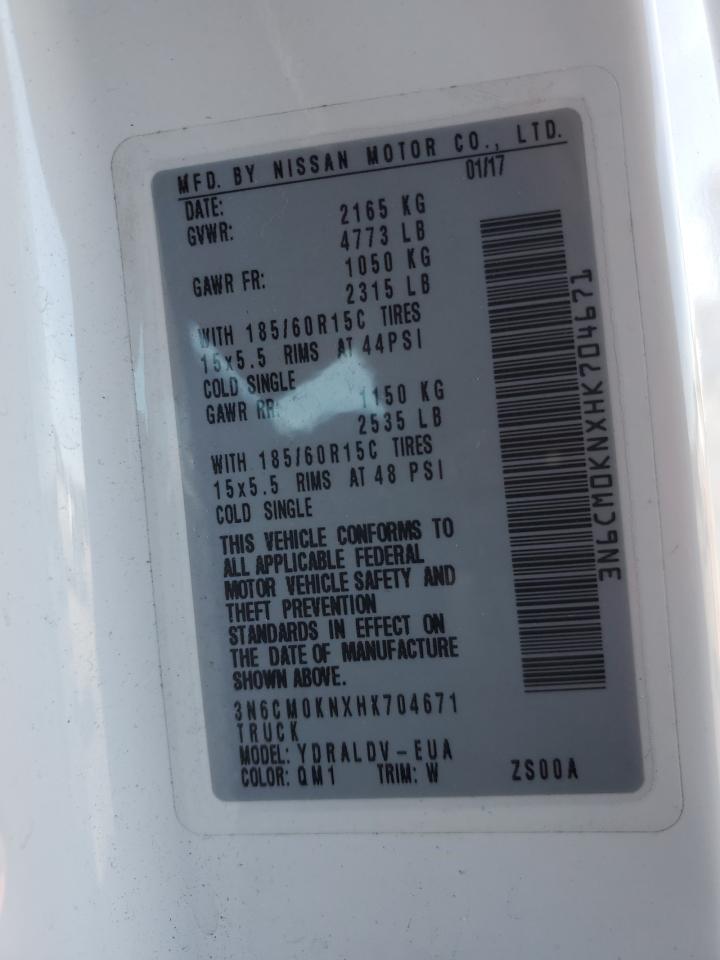 MFD. BY NISSAN MOTOR CO., LTD.
DATE: 01/17
GVWR: 2165 KG
4773 LB
GAWR FR: 1050 KG
2315 LB
WITH 185/60R15C TIRES
15x5.5 RIMS AT 44PSI
COLD SINGLE
GAWR RR: 1150 KG
2535 LB
WITH 185/60R15C TIRES
15x5.5 RIMS AT 48 PSI
COLD SINGLE
THIS VEHICLE CONFORMS TO
ALL APPLICABLE FEDERAL
MOTOR VEHICLE SAFETY AND
THEFT PREVENTION
STANDARDS IN EFFECT ON
THE DATE OF MANUFACTURE
SHOWN ABOVE.
3N6CM0KNXHK704671
TRUCK
MODEL: YDRALDV-EUA
COLOR: QM1 TRIM: W ZS00A
3N6CM0KNXHK704671